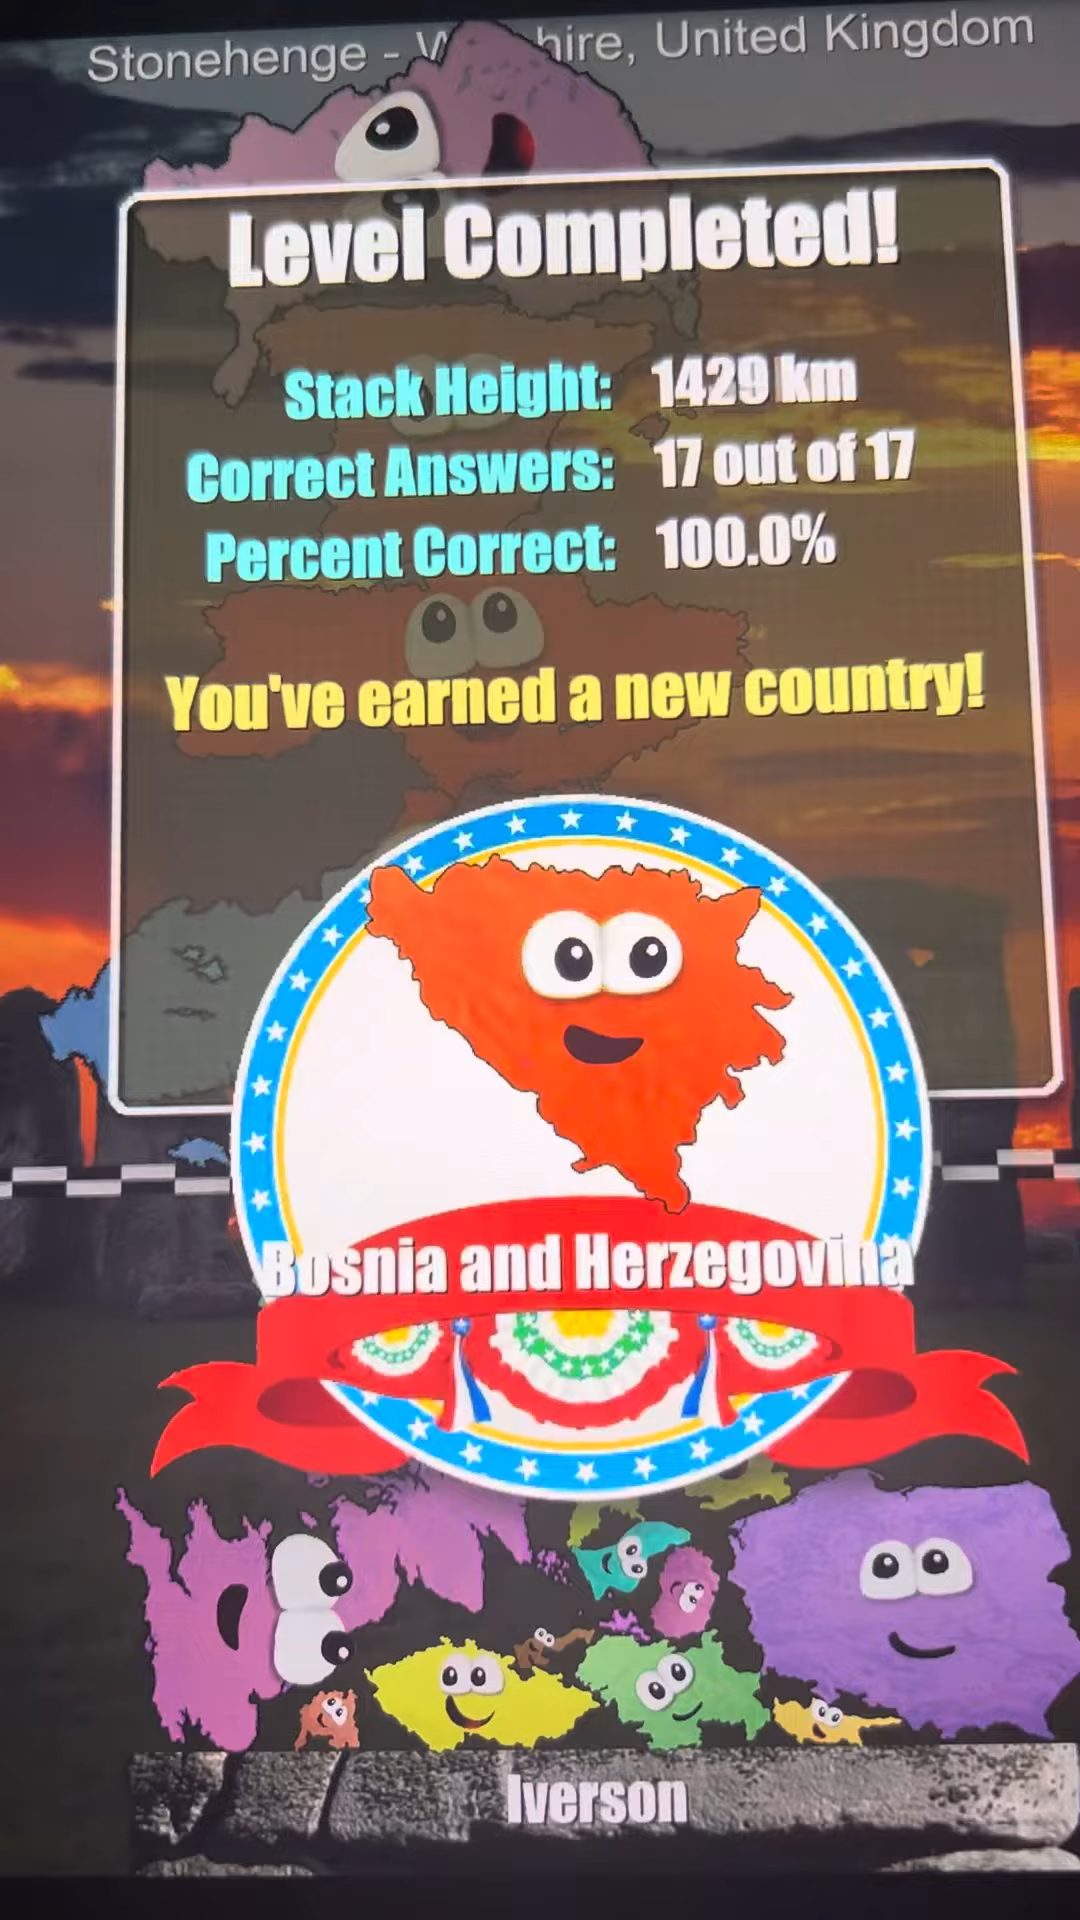 Stonehenge - W hire, United Kingdom
Level Completed!
Stack Height: 1429 km
Correct Answers: 17 out of 17
Percent Correct: 100.0%
You've earned a new country!
Bosnia and Herzegovina
Iverson